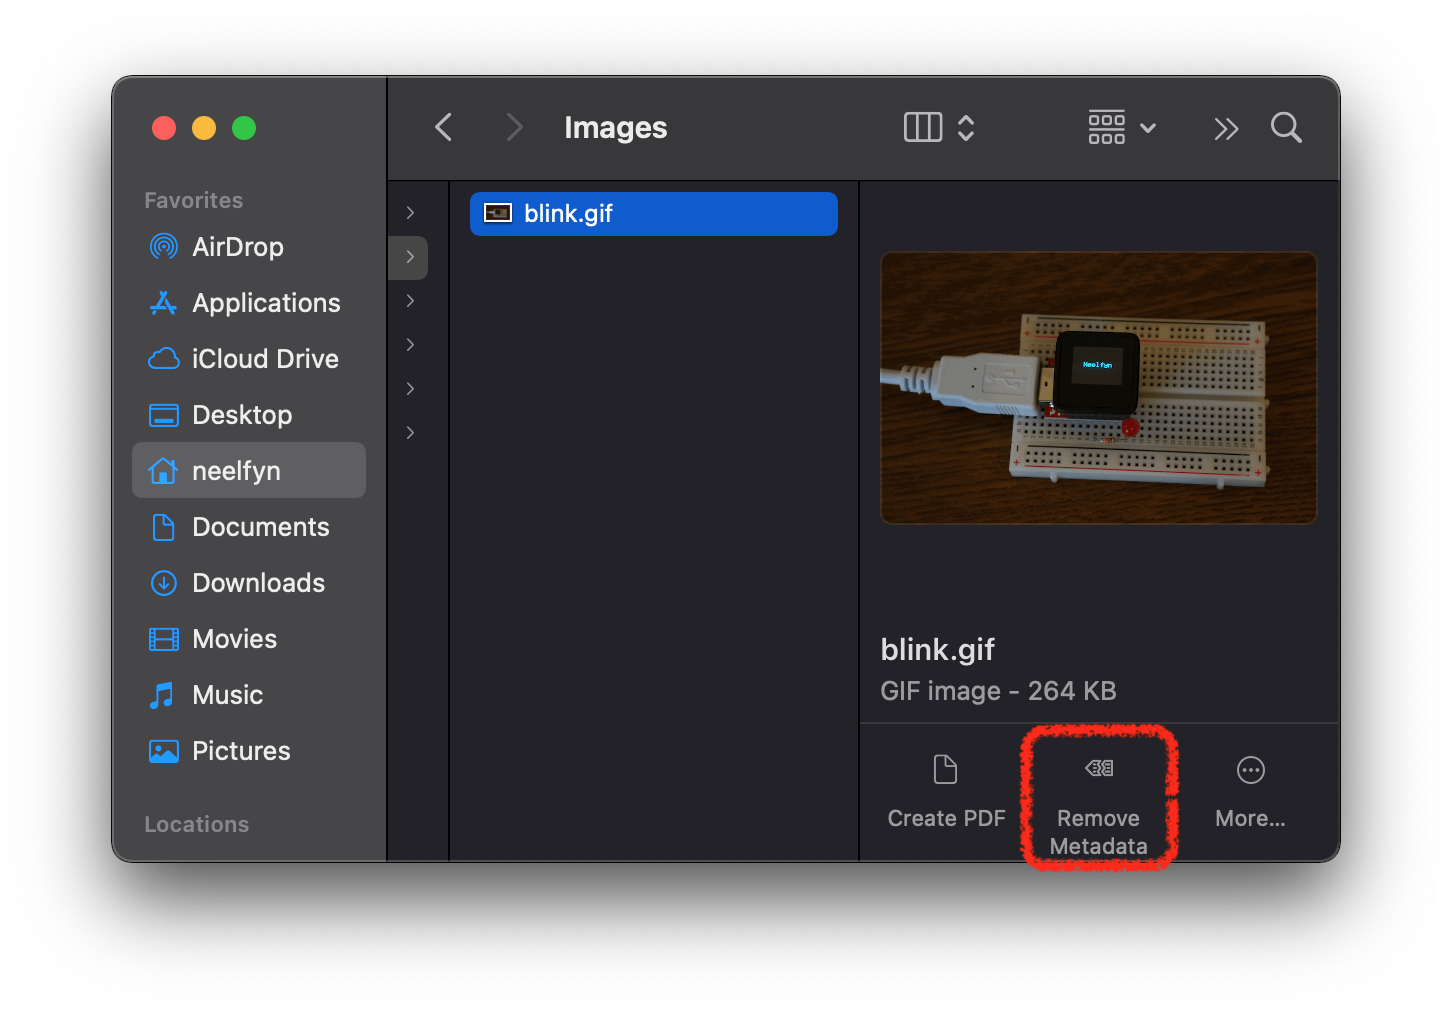 Images
Favorites
AirDrop
Applications
iCloud Drive
Desktop
neelfyn
Documents
Downloads
Movies
Music
Pictures
Locations
blink.gif
Neelfyn
blink.gif
GIF image - 264 KB
Create PDF
Remove
Metadata
More...